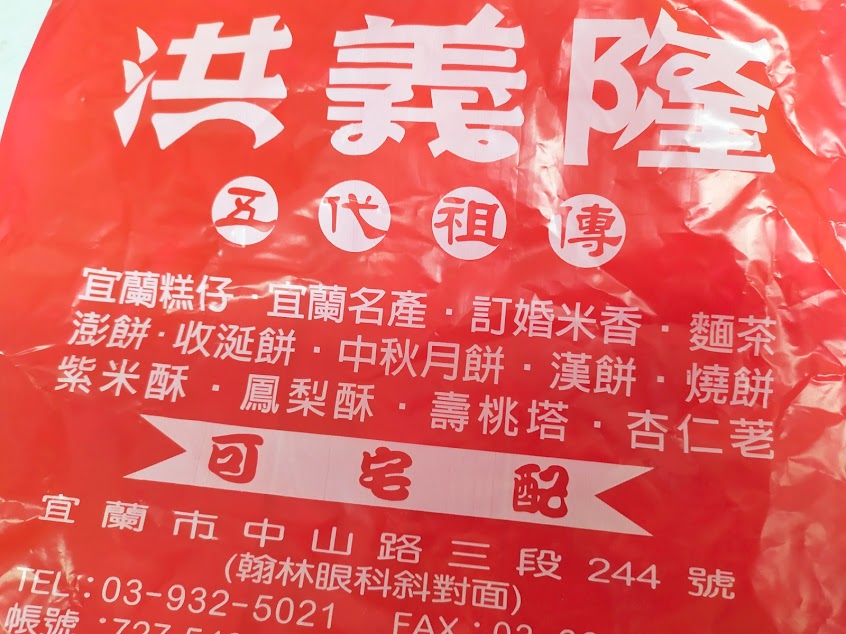 洪義隆
五代祖傳
宜蘭糕仔·宜蘭名產·訂婚米香·麵茶
澎餅·收涎餅·中秋月餅·漢餅·燒餅
紫米酥·鳳梨酥·壽桃塔·杏仁荖
可宅配
宜蘭市中山路三段244號
(翰林眼科斜對面)
TEL:03-932-5021 FAX:03
帳號:727